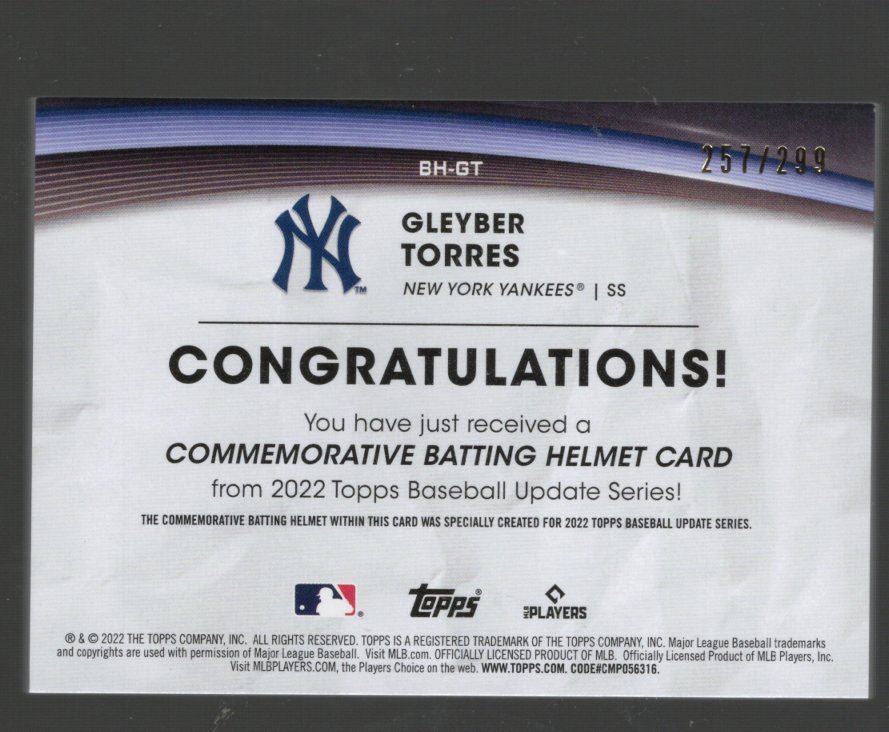 257/299
BH-GT
NY
GLEYBER
TORRES
™
NEW YORK YANKEES® | SS
CONGRATULATIONS!
You have just received a
COMMEMORATIVE BATTING HELMET CARD
from 2022 Topps Baseball Update Series!
THE COMMEMORATIVE BATTING HELMET WITHIN THIS CARD WAS SPECIALLY CREATED FOR 2022 TOPPS BASEBALL UPDATE SERIES.
® topps® MLB PLAYERS
® & © 2022 THE TOPPS COMPANY, INC. ALL RIGHTS RESERVED. TOPPS IS A REGISTERED TRADEMARK OF THE TOPPS COMPANY, INC. Major League Baseball trademarks
and copyrights are used with permission of Major League Baseball. Visit MLB.com. OFFICIALLY LICENSED PRODUCT OF MLB. Officially Licensed Product of MLB Players, Inc.
Visit MLBPLAYERS.COM, the Players Choice on the web. WWW.TOPPS.COM. CODE#CMP056316.